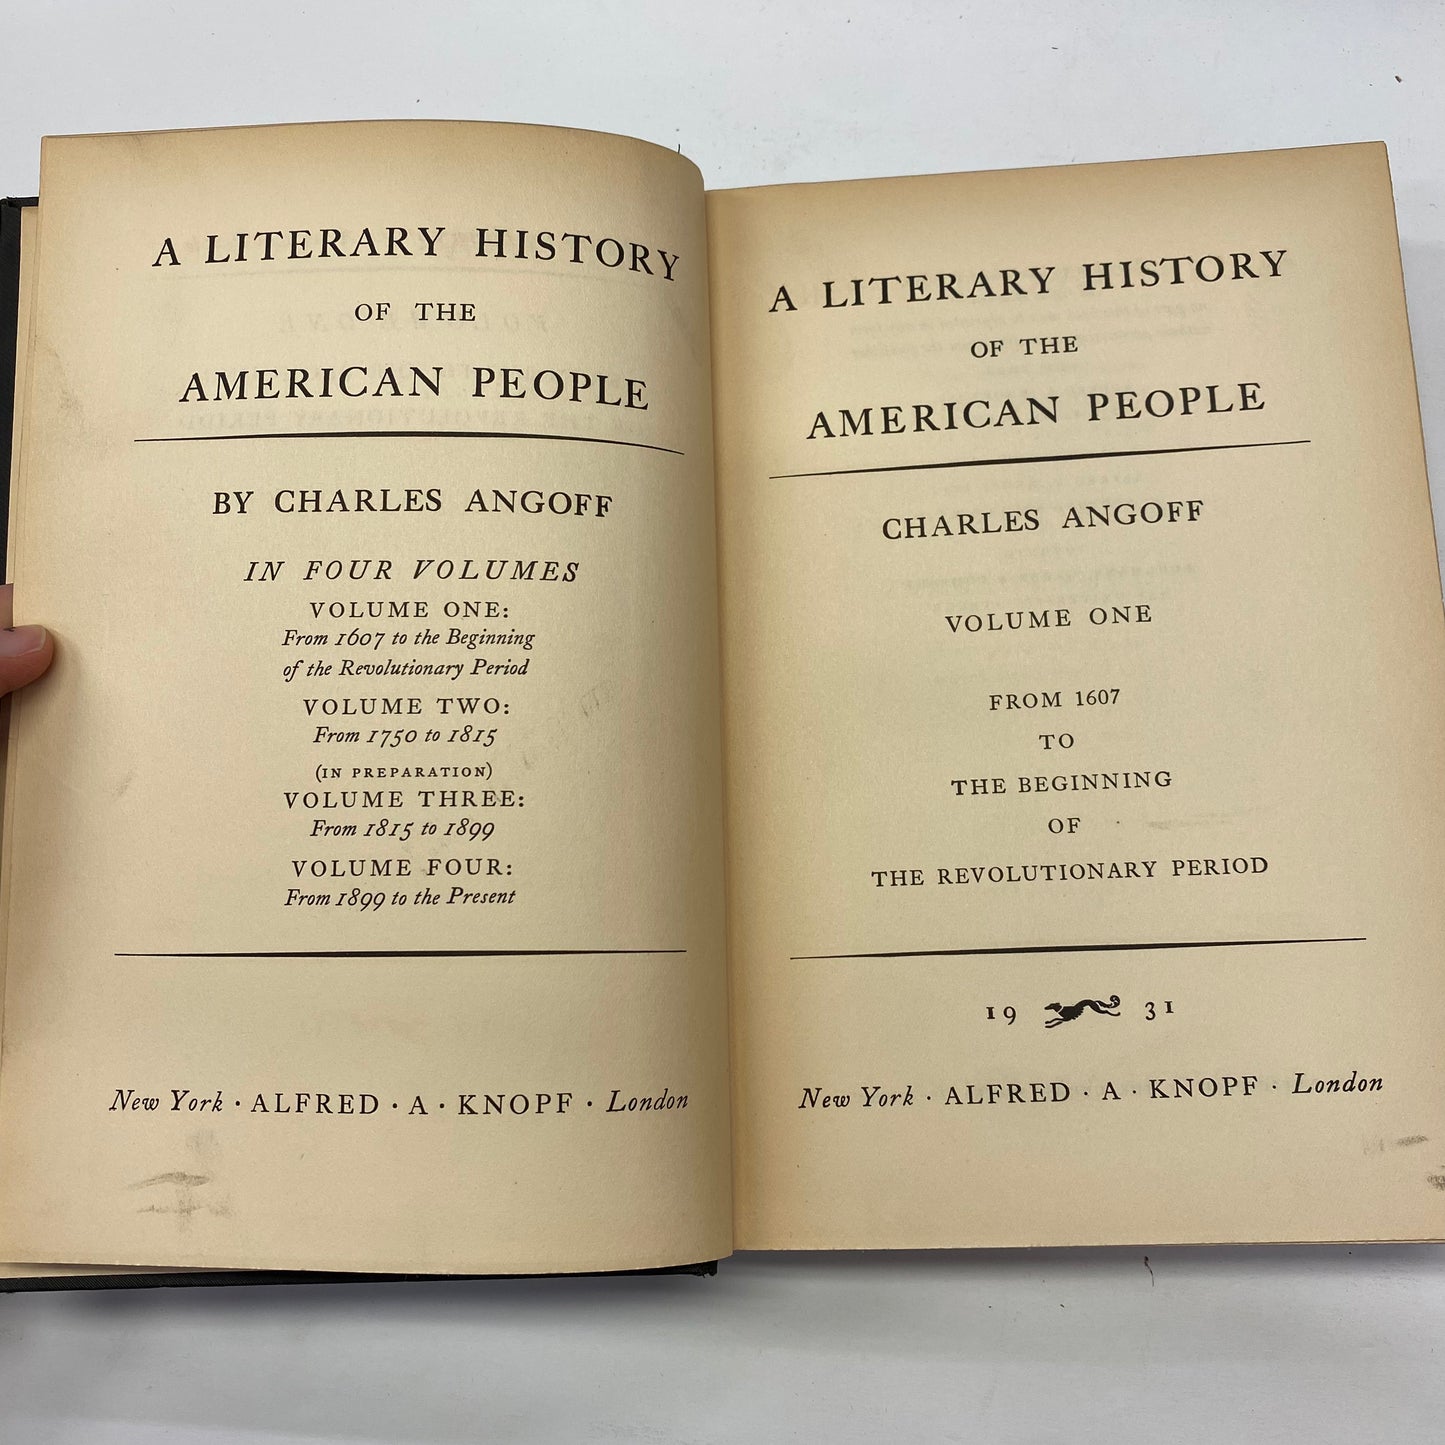 A LITERARY HISTORY
OF THE
AMERICAN PEOPLE
BY CHARLES ANGOFF
IN FOUR VOLUMES
VOLUME ONE:
From 1607 to the Beginning
of the Revolutionary Period
VOLUME TWO:
From 1750 to 1815
(IN PREPARATION)
VOLUME THREE:
From 1815 to 1899
VOLUME FOUR:
From 1899 to the Present
New York · ALFRED · A · KNOPF · London
A LITERARY HISTORY
OF THE
AMERICAN PEOPLE
CHARLES ANGOFF
VOLUME ONE
FROM 1607
TO
THE BEGINNING
OF
THE REVOLUTIONARY PERIOD
19 31
New York · ALFRED · A · KNOPF · London